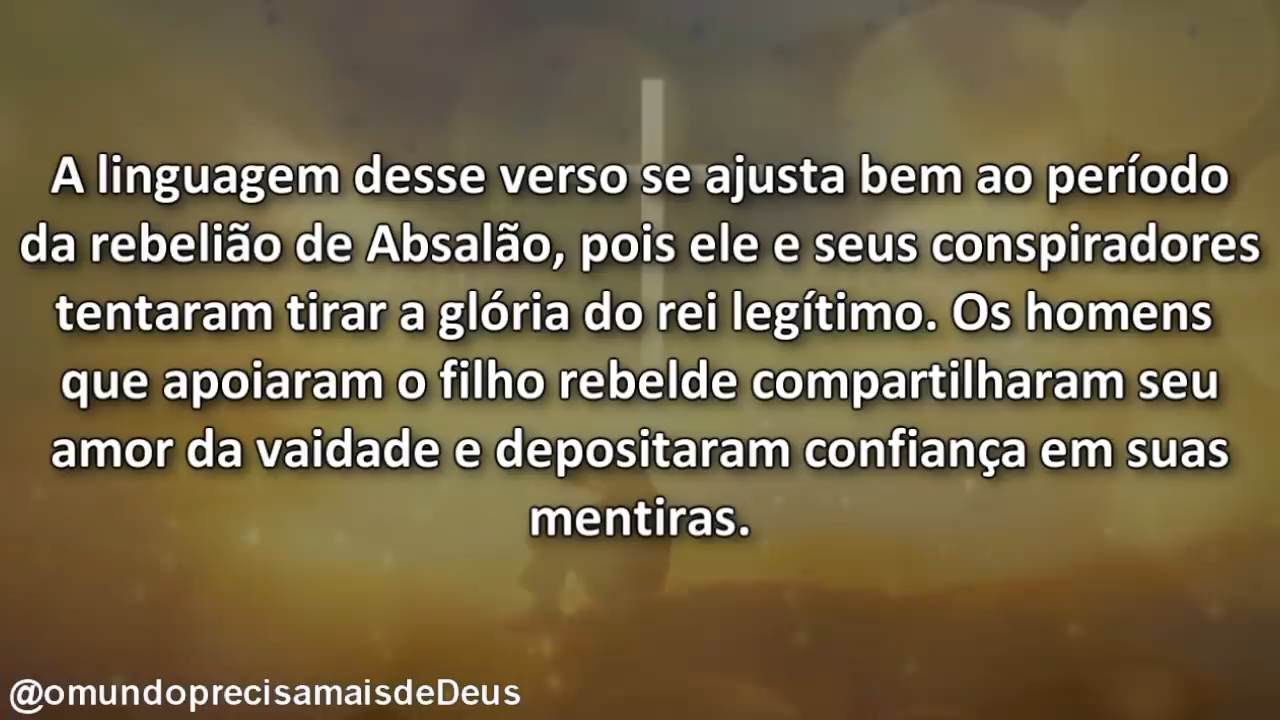 A linguagem desse verso se ajusta bem ao período
da rebelião de Absalão, pois ele e seus conspiradores
tentaram tirar a glória do rei legítimo. Os homens
que apoiaram o filho rebelde compartilharam seu
amor da vaidade e depositaram confiança em suas
mentiras.
@omundoprecisamaisdeDeus